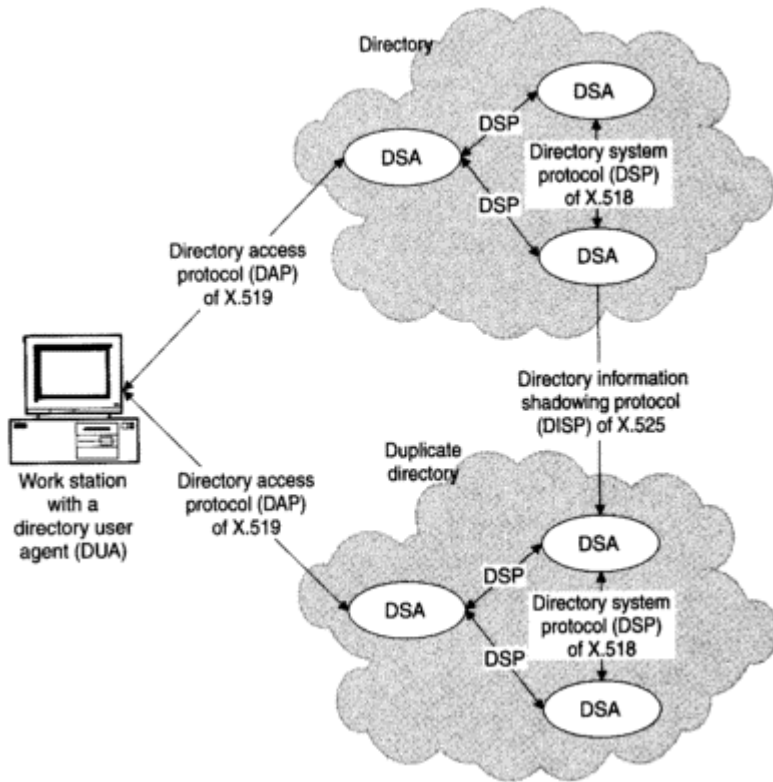 Directory
DSA
DSP
DSA
DSP
Directory system
protocol (DSP)
of X.518
DSA
Directory access
protocol (DAP)
of X.519
Work station
with a
directory user
agent (DUA)
Directory information
shadowing protocol
(DISP) of X.525
Directory access
protocol (DAP)
of X.519
Duplicate
directory
DSA
DSP
DSA
DSP
Directory system
protocol (DSP)
of X.518
DSA